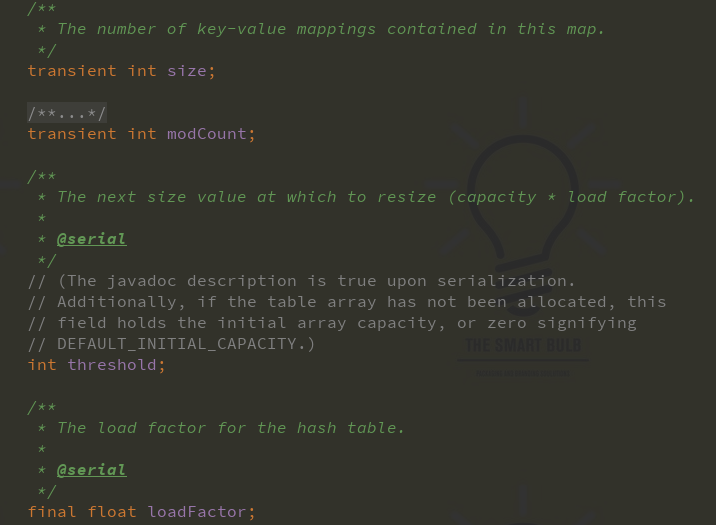 /**
 * The number of key-value mappings contained in this map.
 */
transient int size;
/**...*/
transient int modCount;
/**
 * The next size value at which to resize (capacity * load factor).
 *
 * @serial
 */
// (The javadoc description is true upon serialization.
// Additionally, if the table array has not been allocated, this
// field holds the initial array capacity, or zero signifying
// DEFAULT_INITIAL_CAPACITY.)
int threshold;
THE SMART BULB
/**
 * The load factor for the hash table.
 *
 * @serial
 */
final float loadFactor;